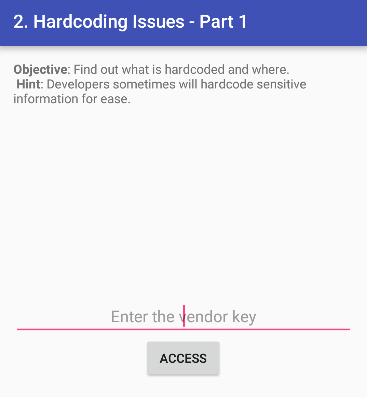 2. Hardcoding Issues - Part 1
Objective: Find out what is hardcoded and where.
Hint: Developers sometimes will hardcode sensitive
information for ease.
Enter the vendor key
ACCESS